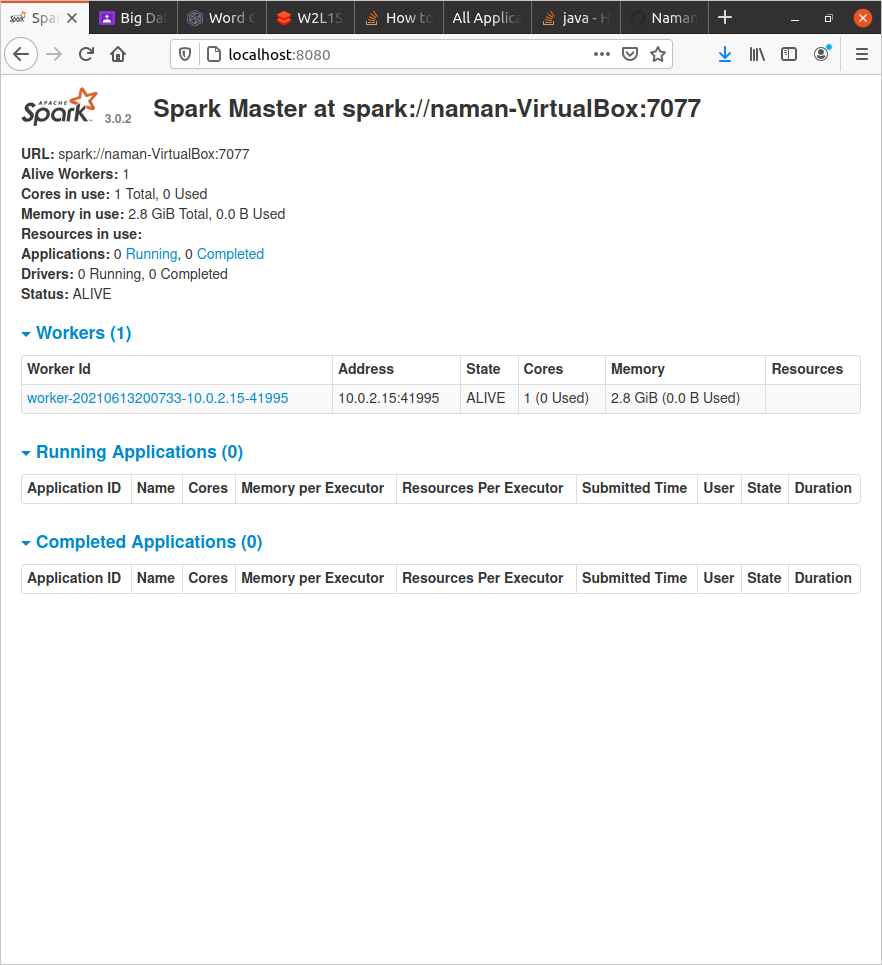 Spar
Big Da
Word C
W2L1S
How to
All Applica
java - H
Naman
localhost:8080
APACHE
Spark 3.0.2
Spark Master at spark://naman-VirtualBox:7077
URL: spark://naman-VirtualBox:7077
Alive Workers: 1
Cores in use: 1 Total, 0 Used
Memory in use: 2.8 GiB Total, 0.0 B Used
Resources in use:
Applications: 0 Running, 0 Completed
Drivers: 0 Running, 0 Completed
Status: ALIVE
Workers (1)
Worker Id Address State Cores Memory Resources
worker-20210613200733-10.0.2.15-41995 10.0.2.15:41995 ALIVE 1 (0 Used) 2.8 GiB (0.0 B Used)
Running Applications (0)
Application ID Name Cores Memory per Executor Resources Per Executor Submitted Time User State Duration
Completed Applications (0)
Application ID Name Cores Memory per Executor Resources Per Executor Submitted Time User State Duration